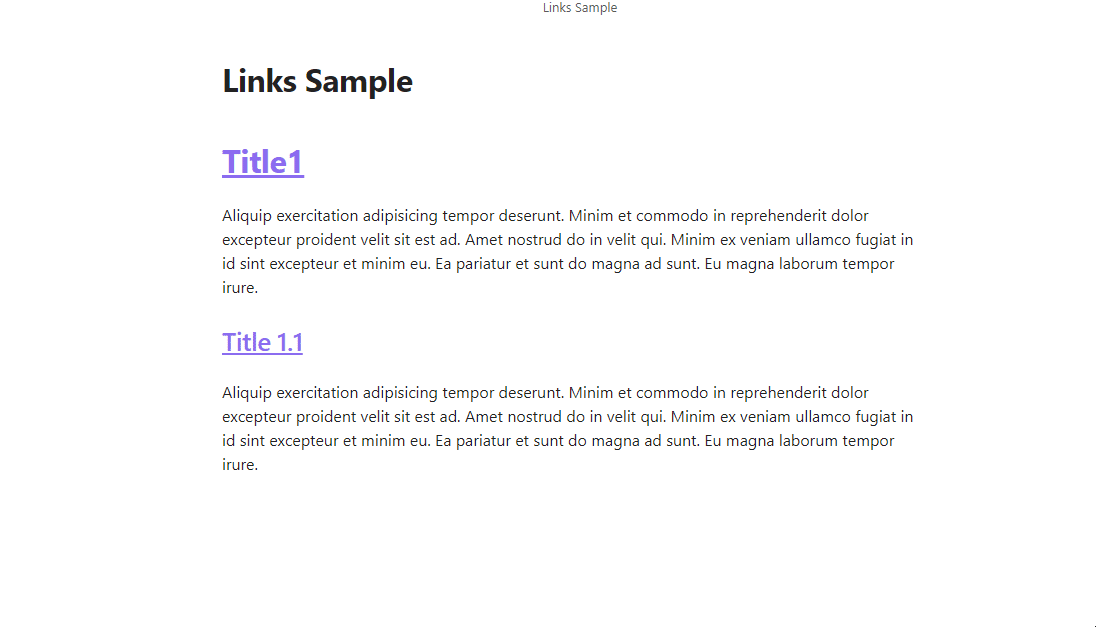 Links Sample
Links Sample
Title1
Aliquip exercitation adipisicing tempor deserunt. Minim et commodo in reprehenderit dolor
excepteur proident velit sit est ad. Amet nostrud do in velit qui. Minim ex veniam ullamco fugiat in
id sint excepteur et minim eu. Ea pariatur et sunt do magna ad sunt. Eu magna laborum tempor
irure.
Title 1.1
Aliquip exercitation adipisicing tempor deserunt. Minim et commodo in reprehenderit dolor
excepteur proident velit sit est ad. Amet nostrud do in velit qui. Minim ex veniam ullamco fugiat in
id sint excepteur et minim eu. Ea pariatur et sunt do magna ad sunt. Eu magna laborum tempor
irure.